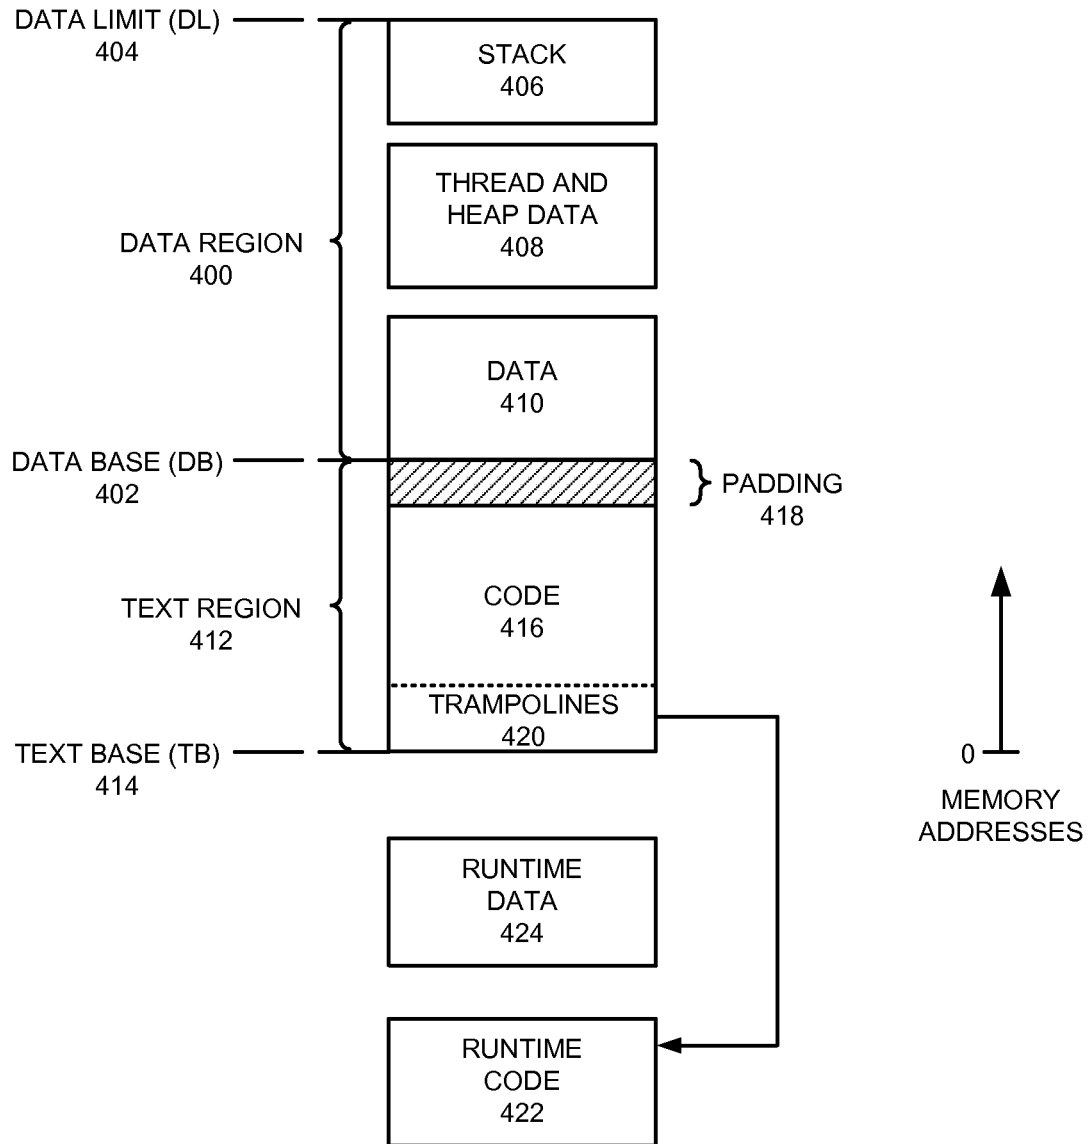 DATA LIMIT (DL)
404
STACK
406
THREAD AND
HEAP DATA
408
DATA REGION
400
DATA
410
DATA BASE (DB)
402
PADDING
418
CODE
416
TEXT REGION
412
TRAMPOLINES
420
TEXT BASE (TB)
414
0
MEMORY
ADDRESSES
RUNTIME
DATA
424
RUNTIME
CODE
422